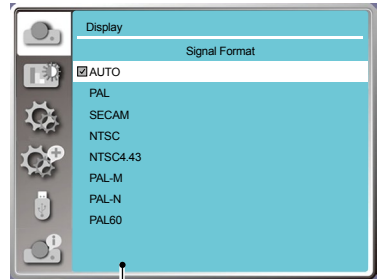 Display
Signal Format
AUTO
PAL
SECAM
NTSC
NTSC4.43
PAL-M
PAL-N
PAL60